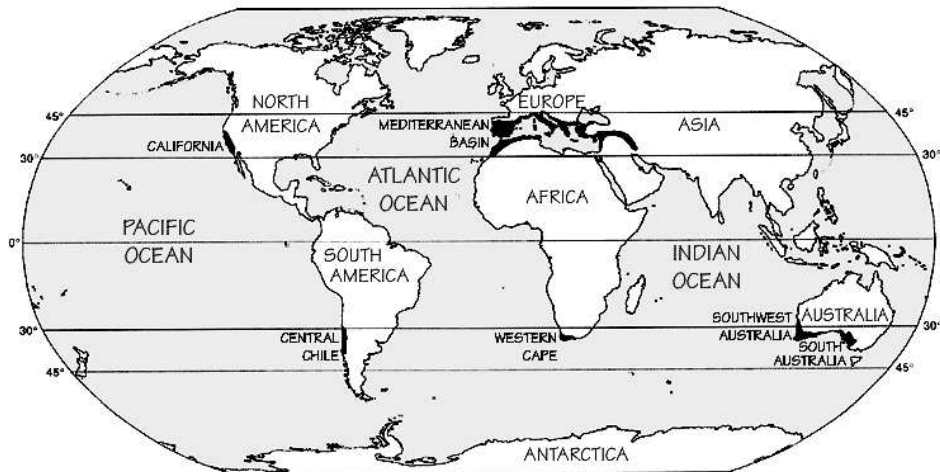 NORTH
AMERICA
EUROPE
ASIA
45°
45°
MEDITERRANEAN
BASIN
CALIFORNIA
30°
30°
ATLANTIC
OCEAN
AFRICA
PACIFIC
OCEAN
0°
0°
SOUTH
AMERICA
INDIAN
OCEAN
AUSTRALIA
SOUTHWEST
AUSTRALIA
30°
30°
CENTRAL
CHILE
WESTERN
CAPE
SOUTH
AUSTRALIA
45°
45°
ANTARCTICA